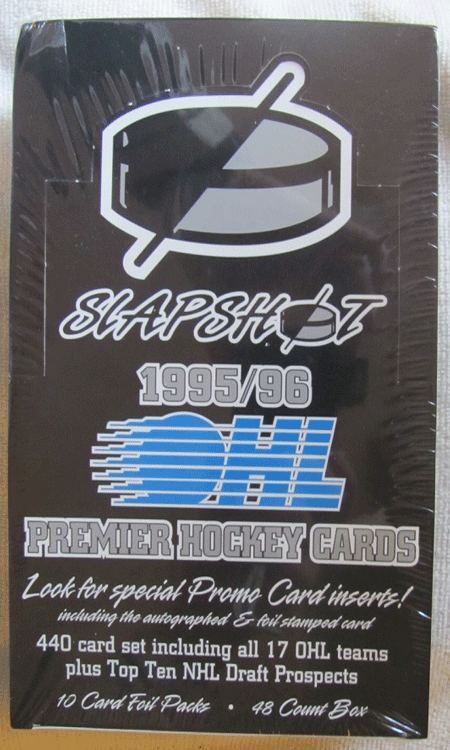 SLAPSHOT
1995/96
OHL
PREMIER HOCKEY CARDS
Look for special Promo Card inserts!
including the autographed & foil stamped card
440 card set including all 17 OHL teams
plus Top Ten NHL Draft Prospects
10 Card Foil Packs • 48 Count Box